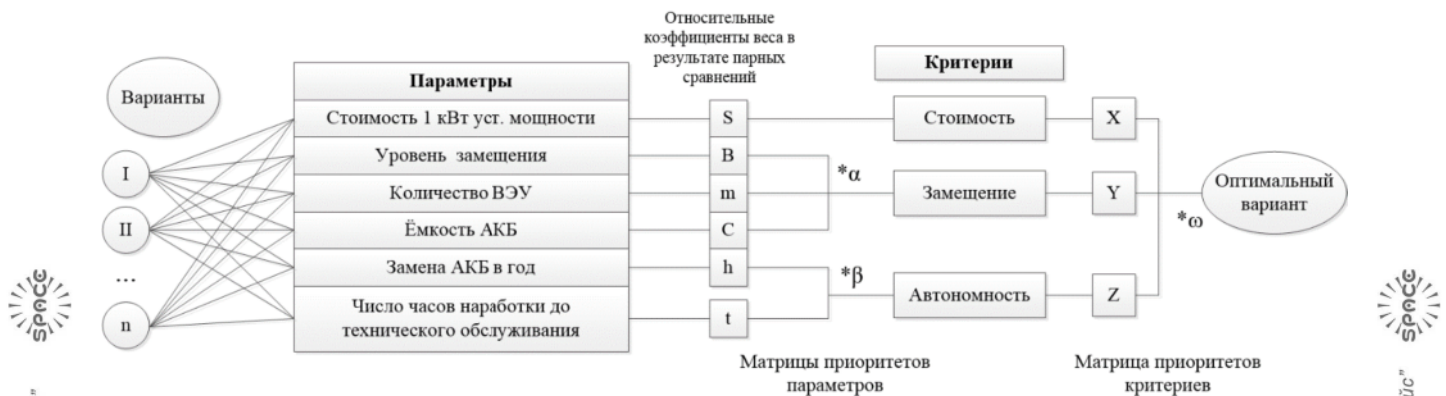 Относительные
коэффициенты веса в
результате парных
сравнений
Варианты
Параметры
Критерии
Стоимость 1 кВт уст. мощности
S
Стоимость
X
Уровень замещения
B
*α
I
Количество ВЭУ
m
Замещение
Y
Оптимальный
вариант
*ω
II
Ёмкость АКБ
C
...
Замена АКБ в год
h
*β
Автономность
Z
n
Число часов наработки до
технического обслуживания
t
SPACE
SPACE
Матрицы приоритетов
параметров
Матрица приоритетов
критериев